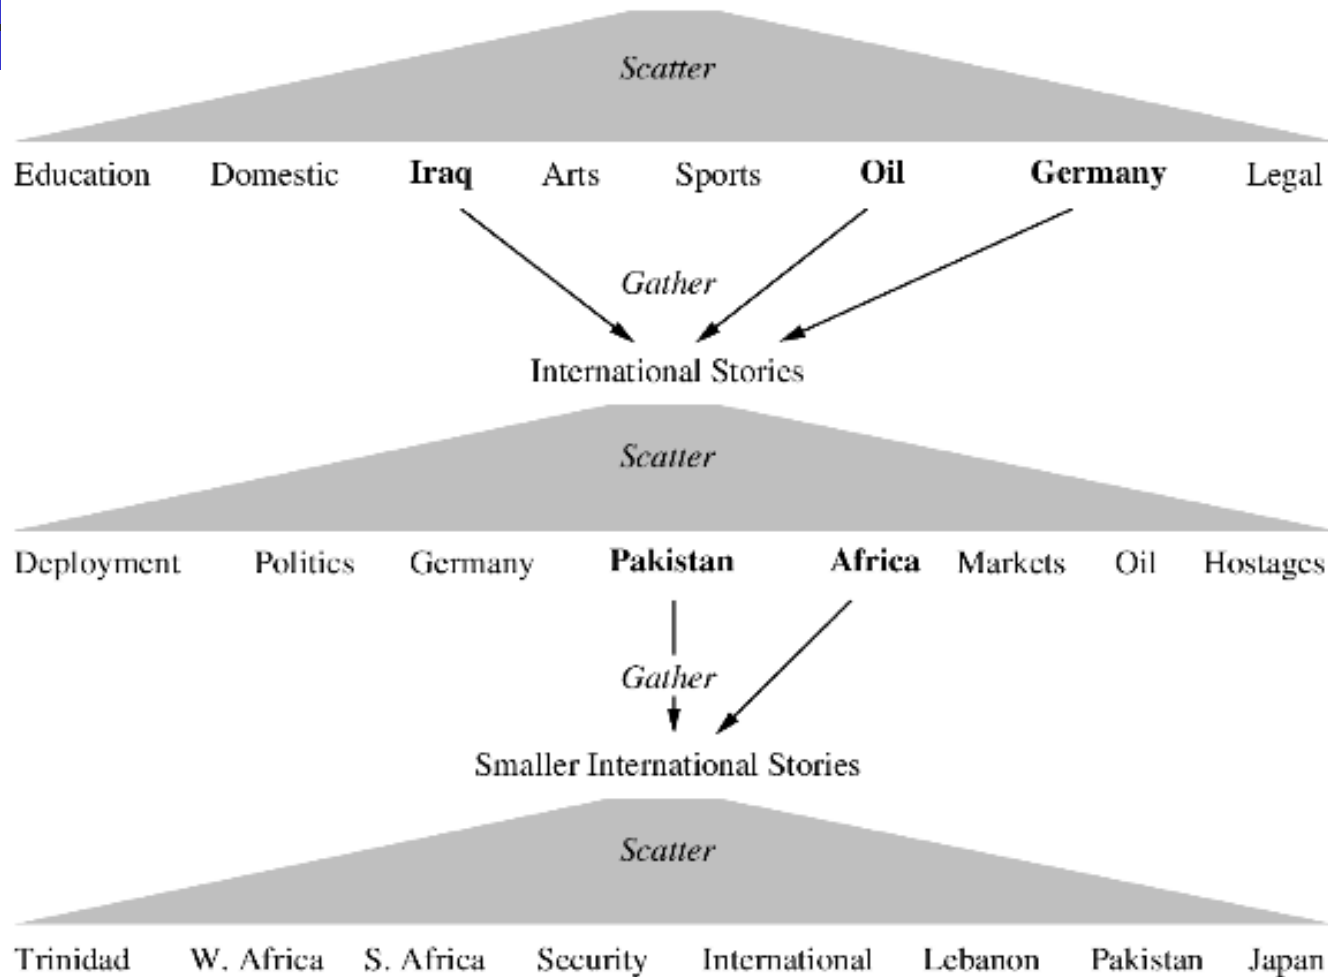 Scatter
Education Domestic Iraq Arts Sports Oil Germany Legal
Gather
International Stories
Scatter
Deployment Politics Germany Pakistan Africa Markets Oil Hostages
Gather
Smaller International Stories
Scatter
Trinidad W. Africa S. Africa Security International Lebanon Pakistan Japan